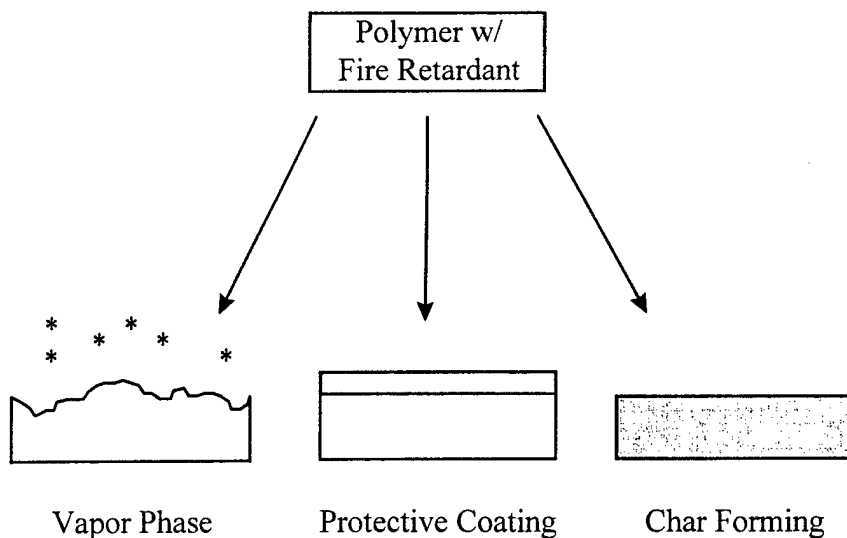 Polymer w/
Fire Retardant
* * * * * *
Vapor Phase
Protective Coating
Char Forming